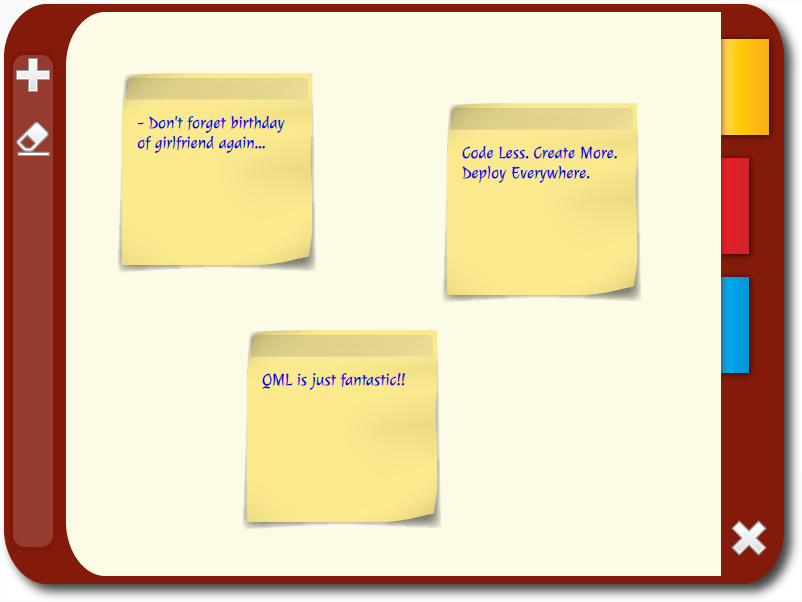 - Don't forget birthday
of girlfriend again...
Code Less. Create More.
Deploy Everywhere.
QML is just fantastic!!